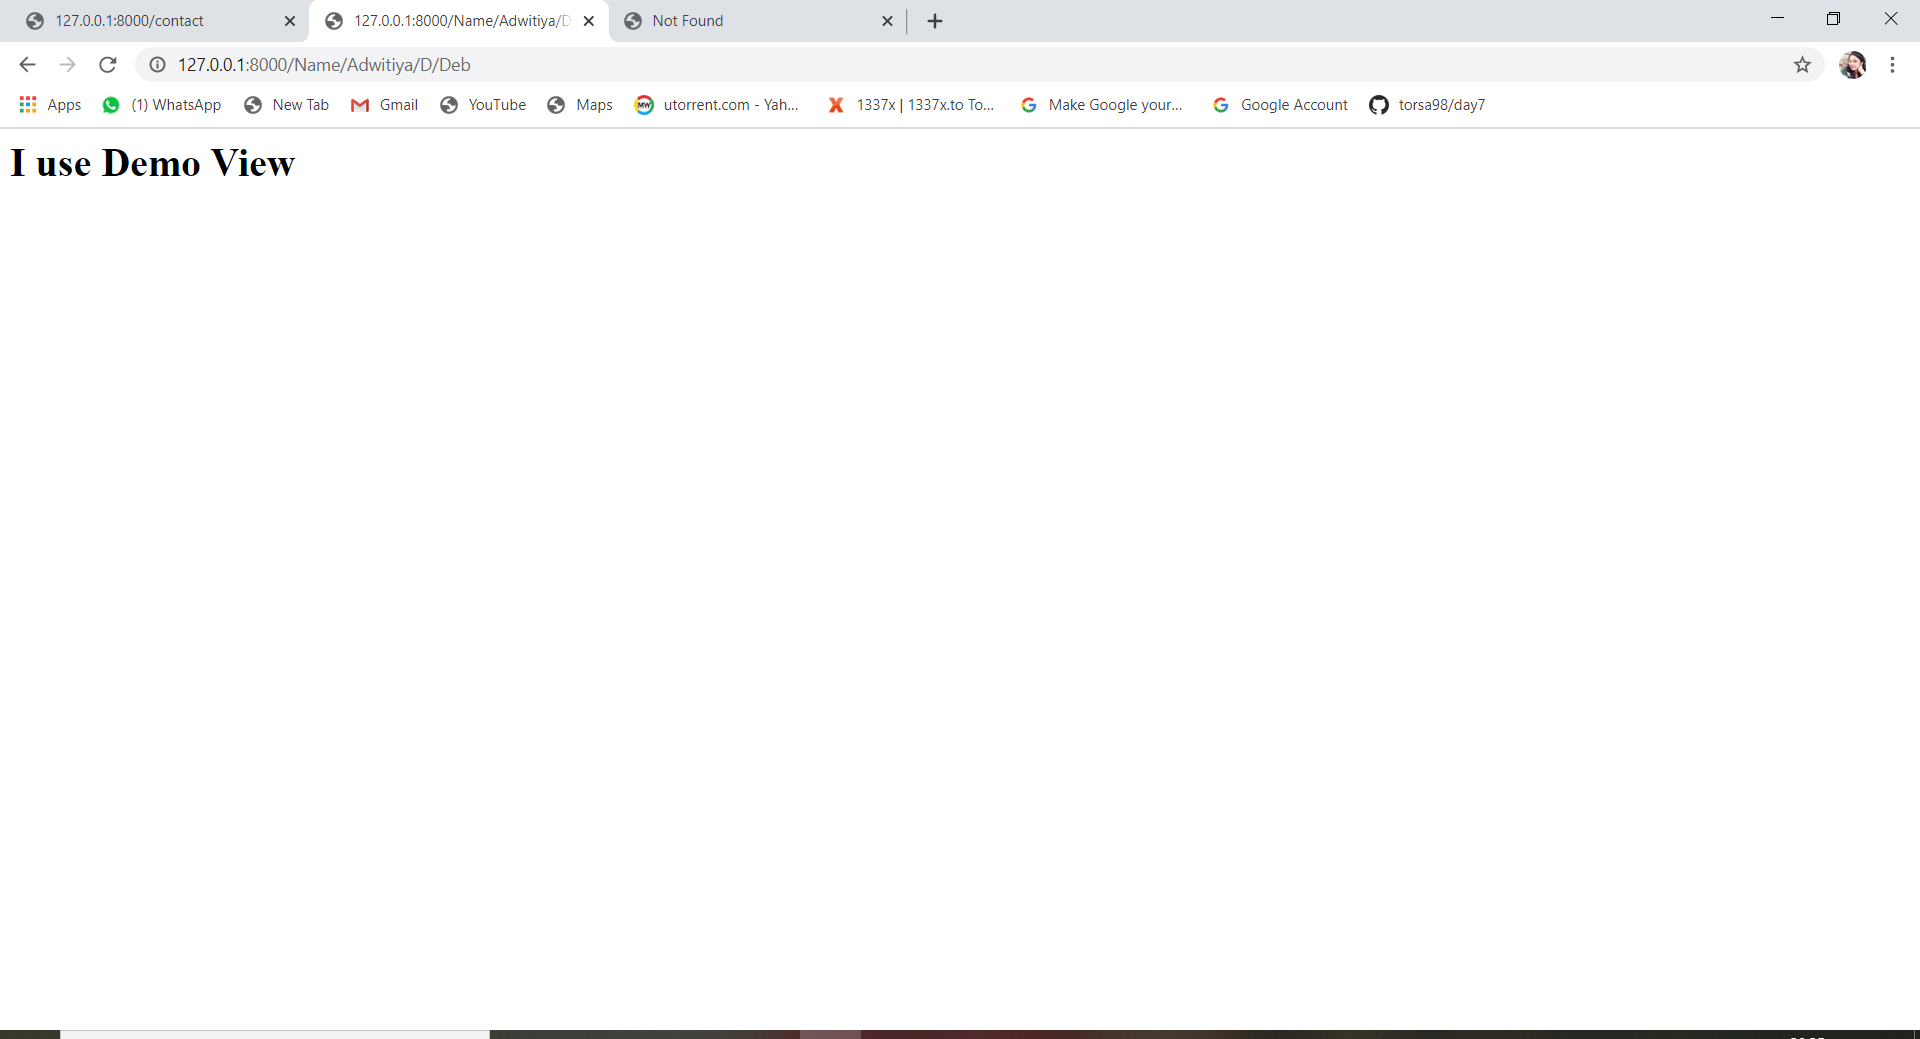 127.0.0.1:8000/contact
127.0.0.1:8000/Name/Adwitiya/D
Not Found
127.0.0.1:8000/Name/Adwitiya/D/Deb
Apps (1) WhatsApp New Tab Gmail YouTube Maps MW utorrent.com - Yah... 1337x | 1337x.to To... Make Google your... Google Account torsa98/day7
I use Demo View